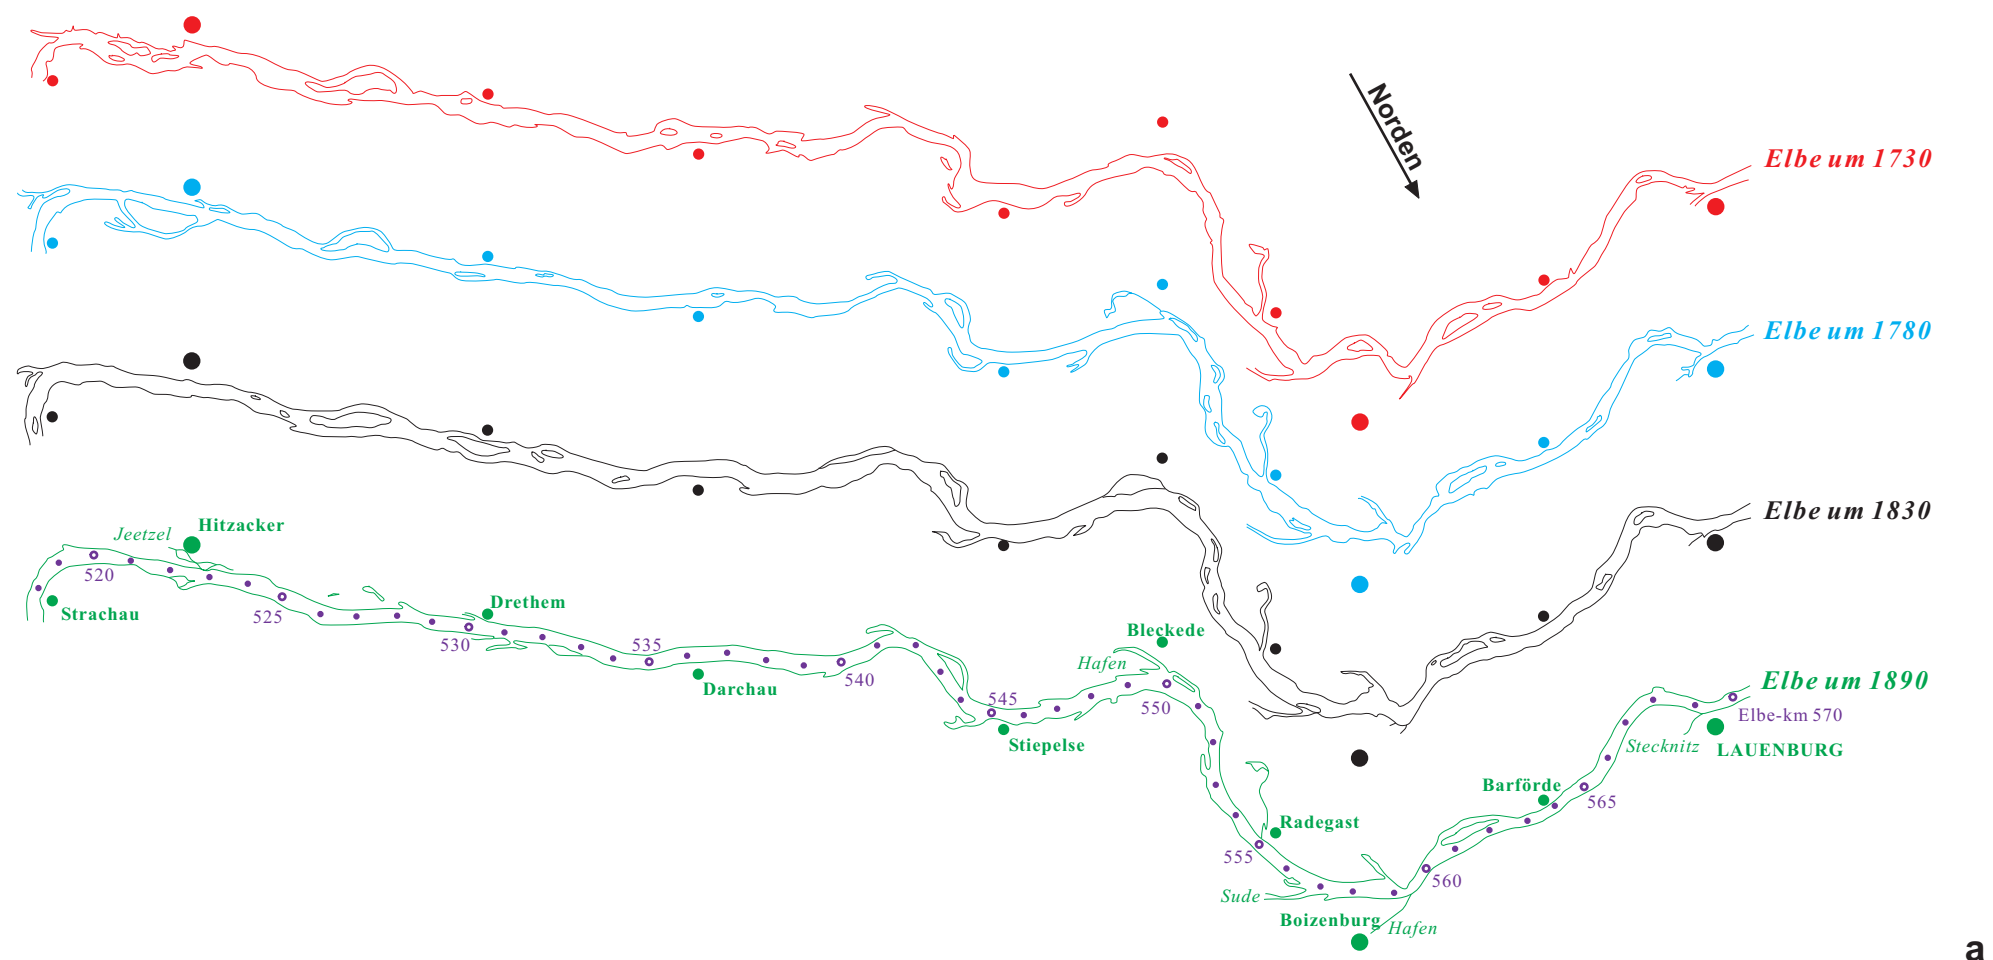 Norden
Elbe um 1730
Elbe um 1780
Elbe um 1830
Jeetzel
Hitzacker
520
Strachau
525
Drethem
530
535
Darchau
540
545
Stiepelse
Bleckede
Hafen
550
Elbe um 1890
Elbe-km 570
Stecknitz
LAUENBURG
Barförde
565
Radegast
555
560
Sude
Boizenburg
Hafen
a